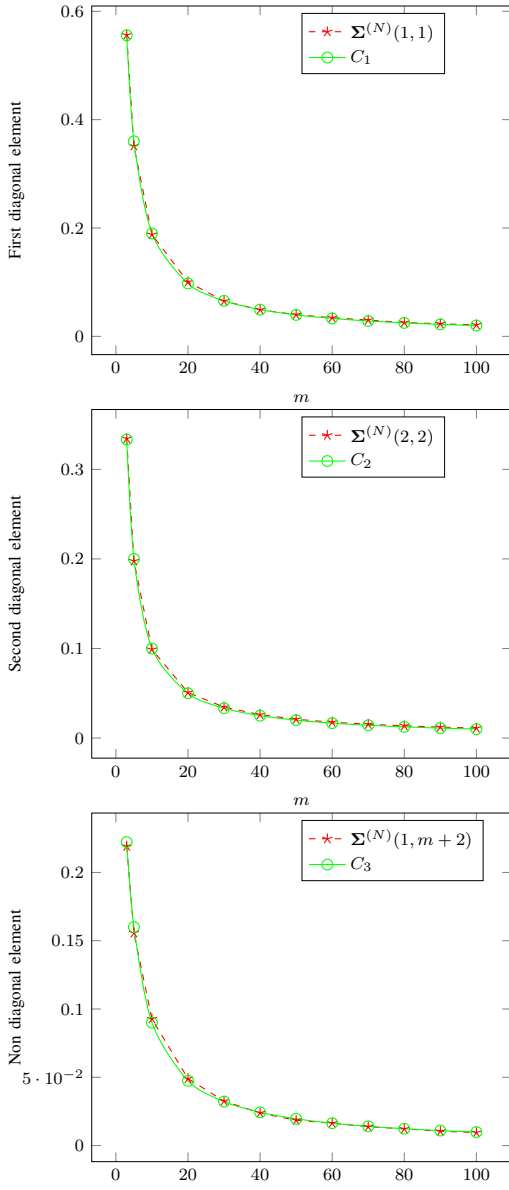 Σ(N)(1, 1)
C1
First diagonal element
0.6
0.4
0.2
0
0 20 40 60 80 100
m
Σ(N)(2, 2)
C2
Second diagonal element
0.3
0.2
0.1
0
0 20 40 60 80 100
m
Σ(N)(1, m + 2)
C3
Non diagonal element
0.2
0.15
0.1
5 · 10−2
0
0 20 40 60 80 100